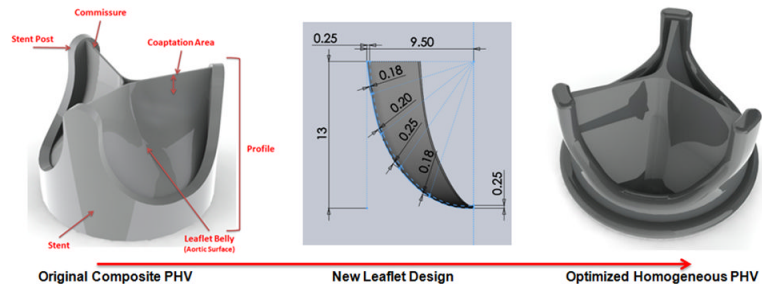 Commissure
Stent Post
Coaptation Area
Profile
Stent
Leaflet Belly
(Aortic Surface)
0.25
9.50
13
0.18
0.20
0.25
0.18
0.25
Original Composite PHV
New Leaflet Design
Optimized Homogeneous PHV